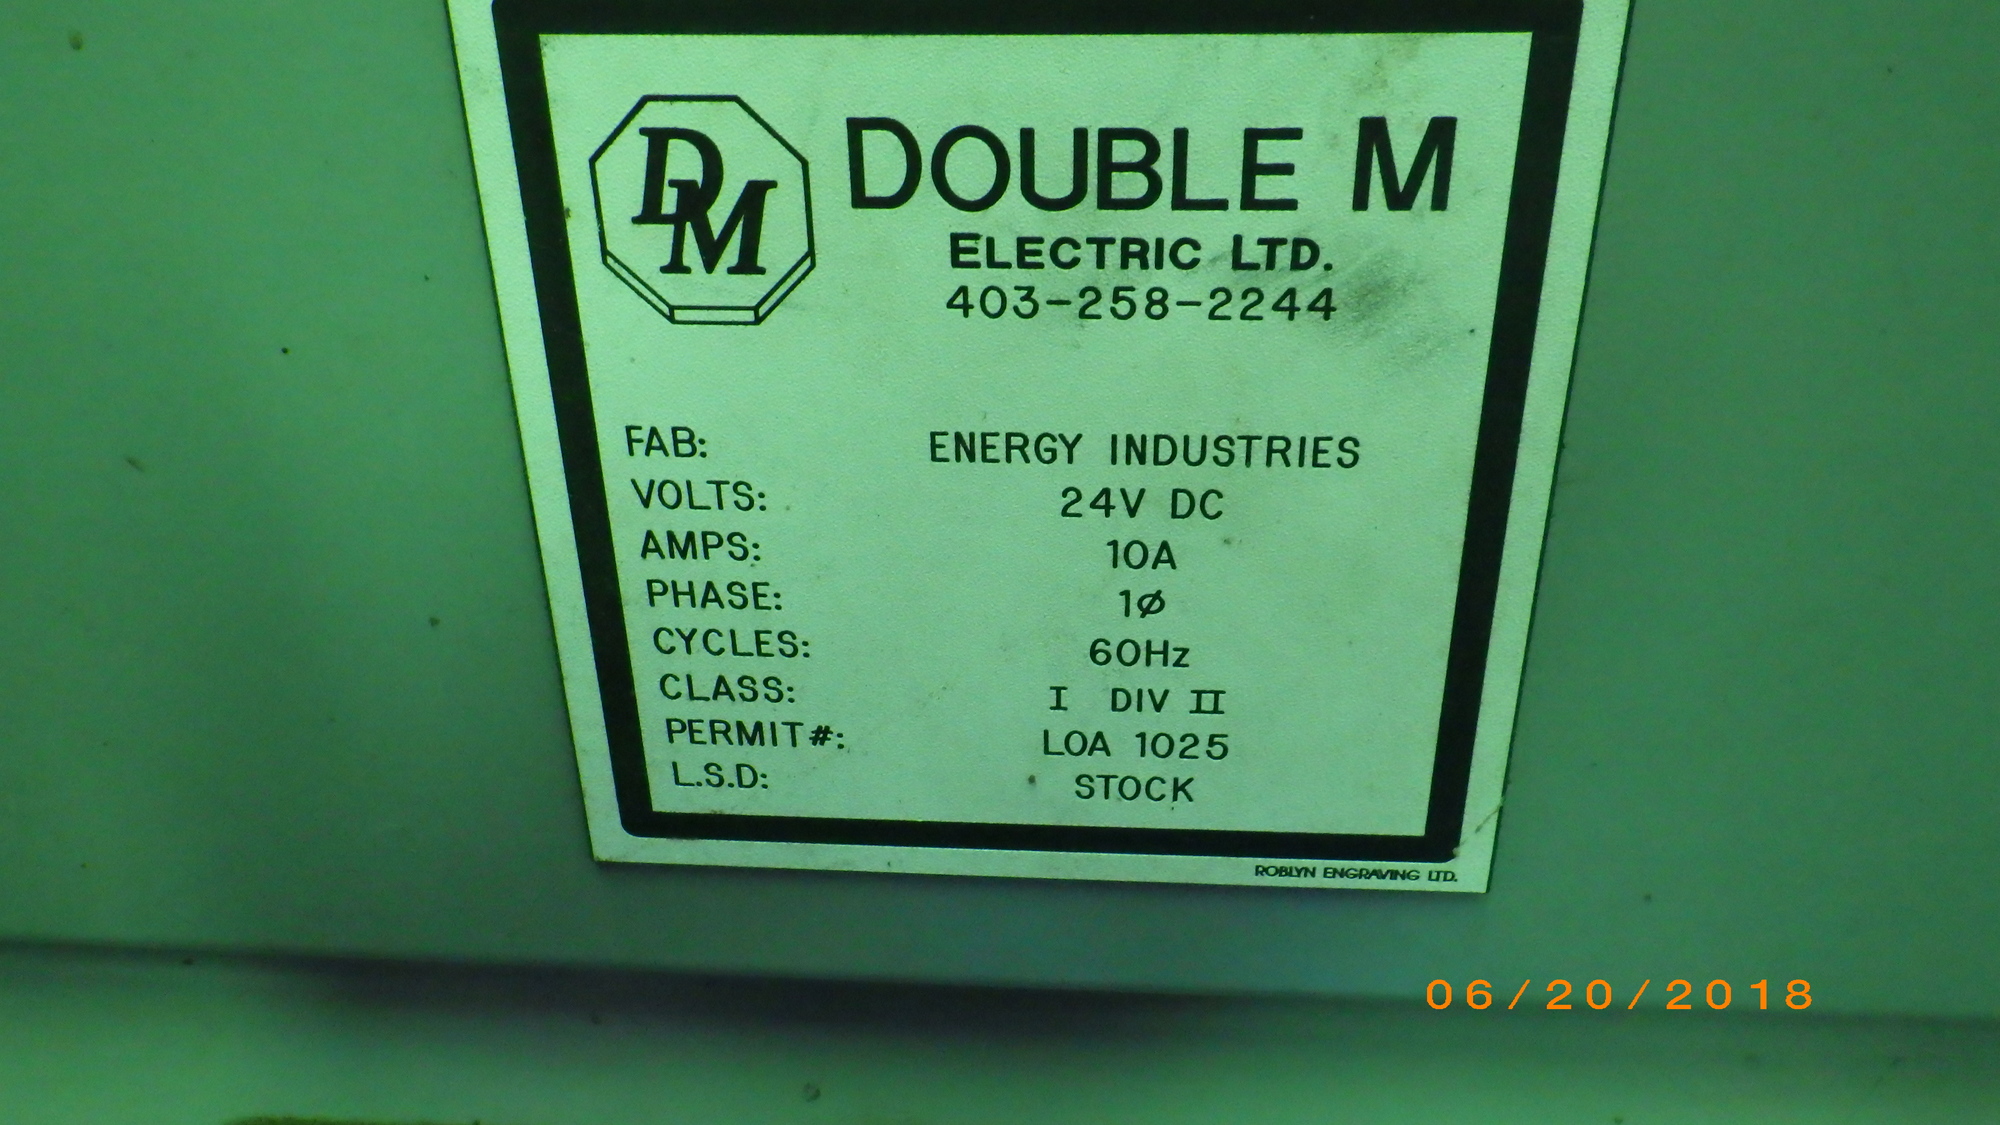 DM
DOUBLE M
ELECTRIC LTD.
403-258-2244
FAB: ENERGY INDUSTRIES
VOLTS: 24V DC
AMPS: 10A
PHASE: 1Ø
CYCLES: 60Hz
CLASS: I DIV II
PERMIT#: LOA 1025
L.S.D: STOCK
ROBLYN ENGRAVING LTD.
06/20/2018